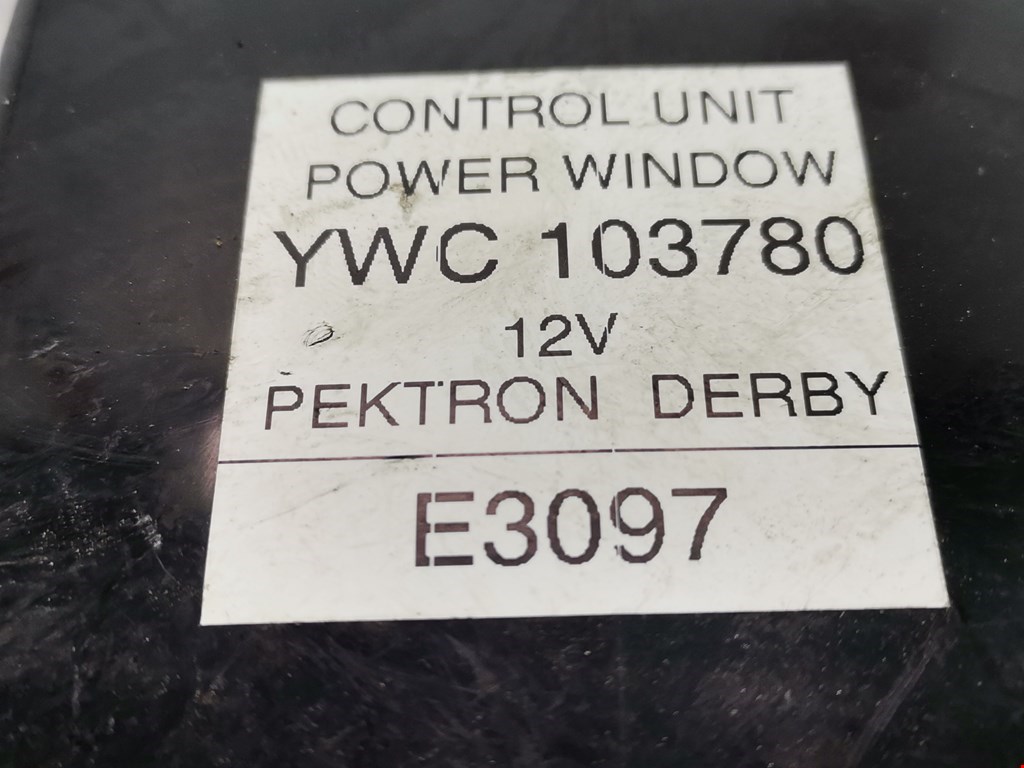 CONTROL UNIT
POWER WINDOW
YWC 103780
12V
PEKTRON DERBY
E3097